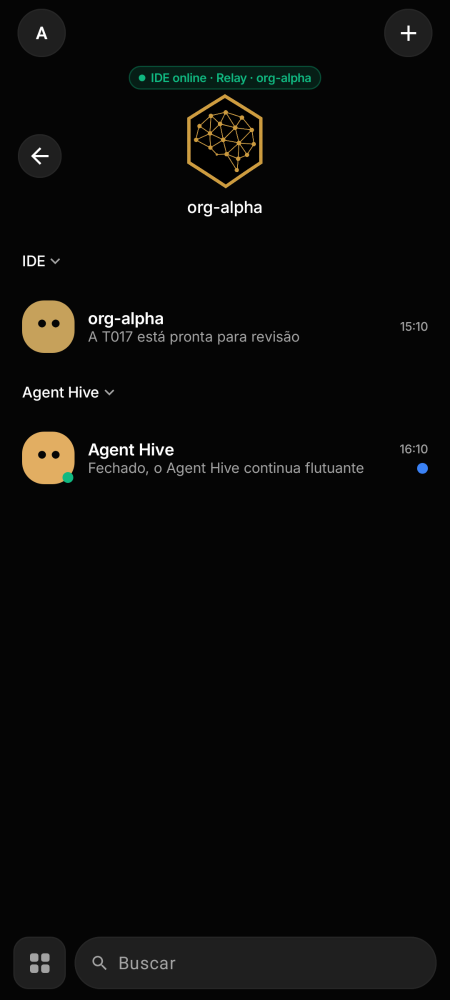 A
IDE online · Relay · org-alpha
org-alpha
IDE
org-alpha
15:10
A T017 está pronta para revisão
Agent Hive
Agent Hive
16:10
Fechado, o Agent Hive continua flutuante
Buscar